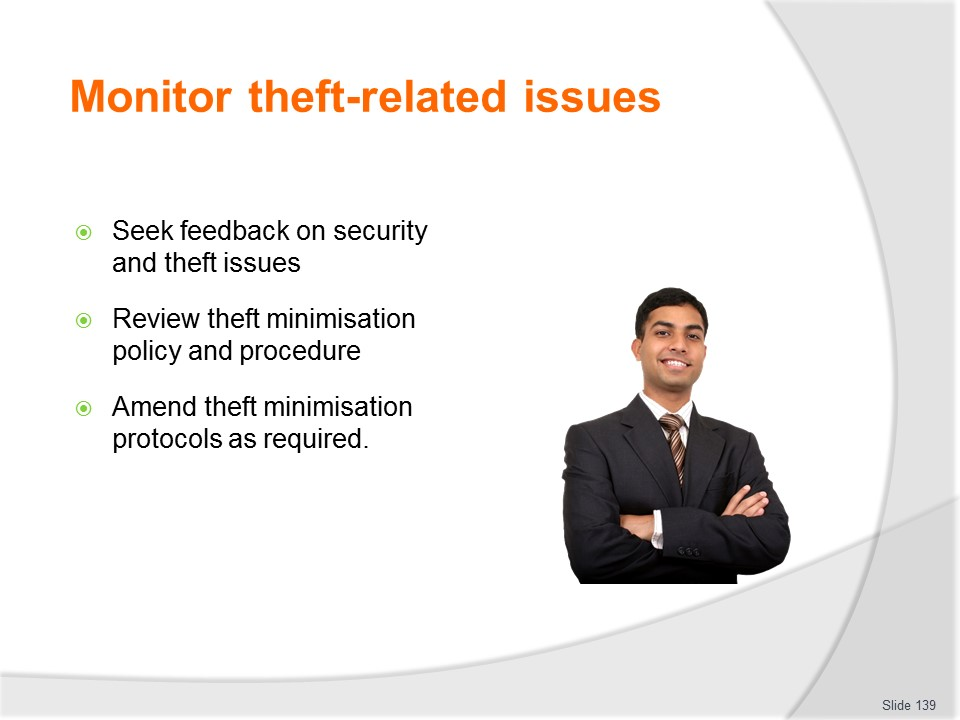 Monitor theft-related issues
Seek feedback on security
and theft issues
Review theft minimisation
policy and procedure
Amend theft minimisation
protocols as required.
Slide 139